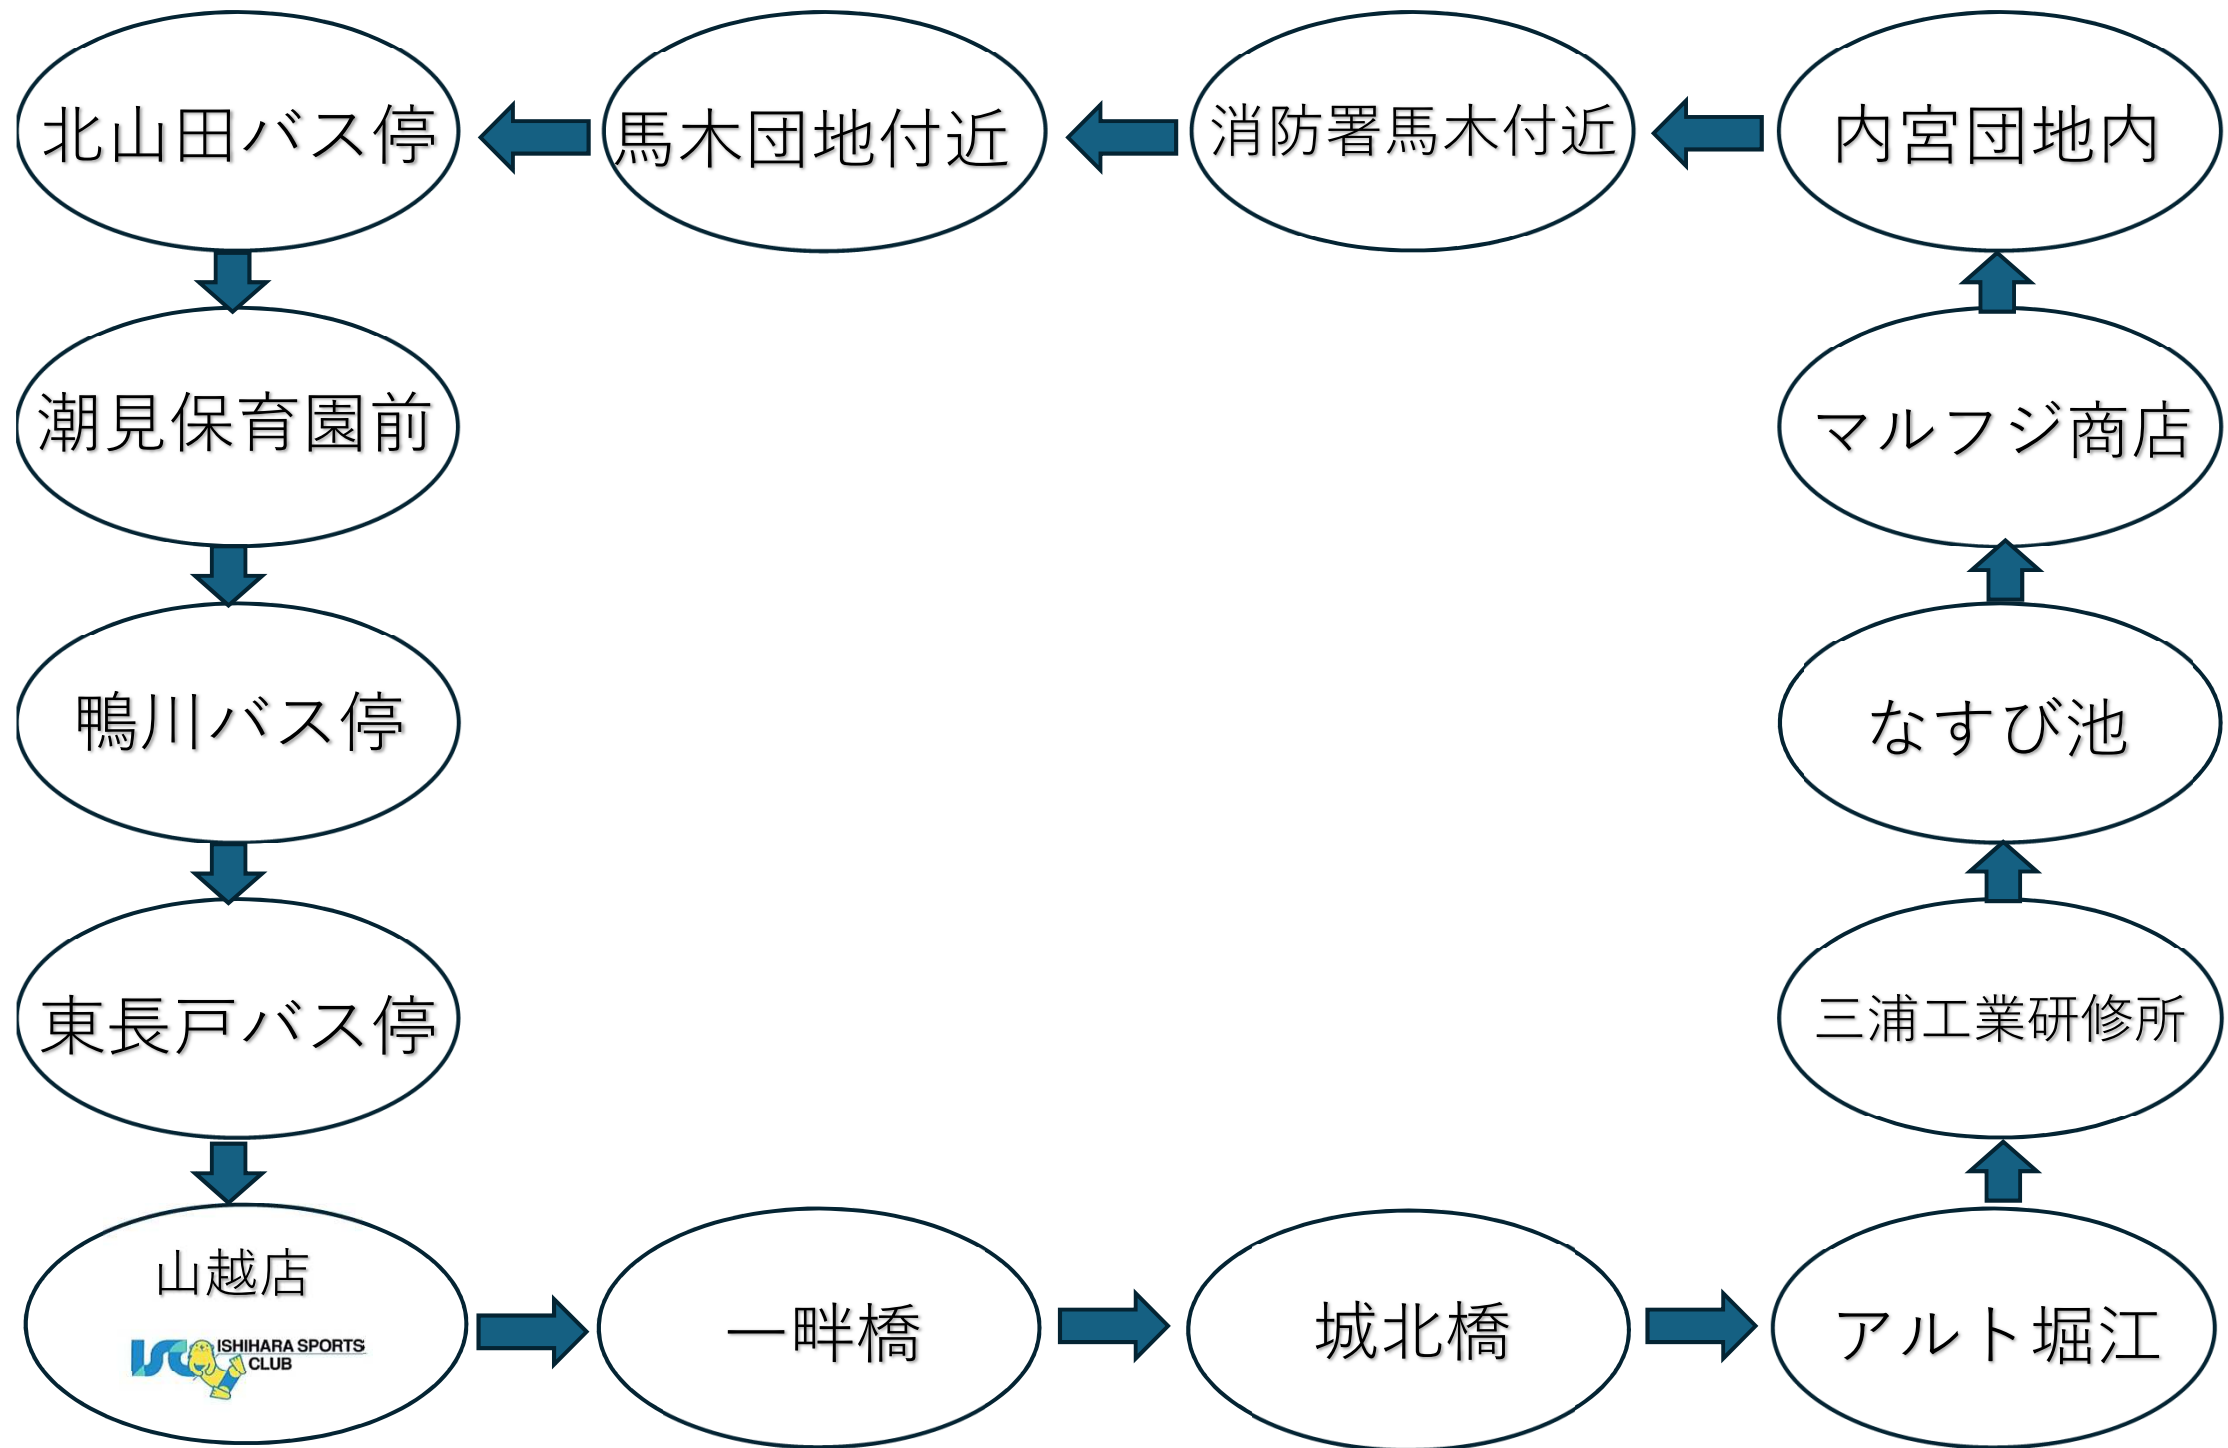 北山田バス停
馬木団地付近
消防署馬木付近
内宮団地内
潮見保育園前
マルフジ商店
鴨川バス停
なすび池
東長戸バス停
三浦工業研修所
山越店
ISC ISHIHARA SPORTS
CLUB
一畔橋
城北橋
アルト堀江